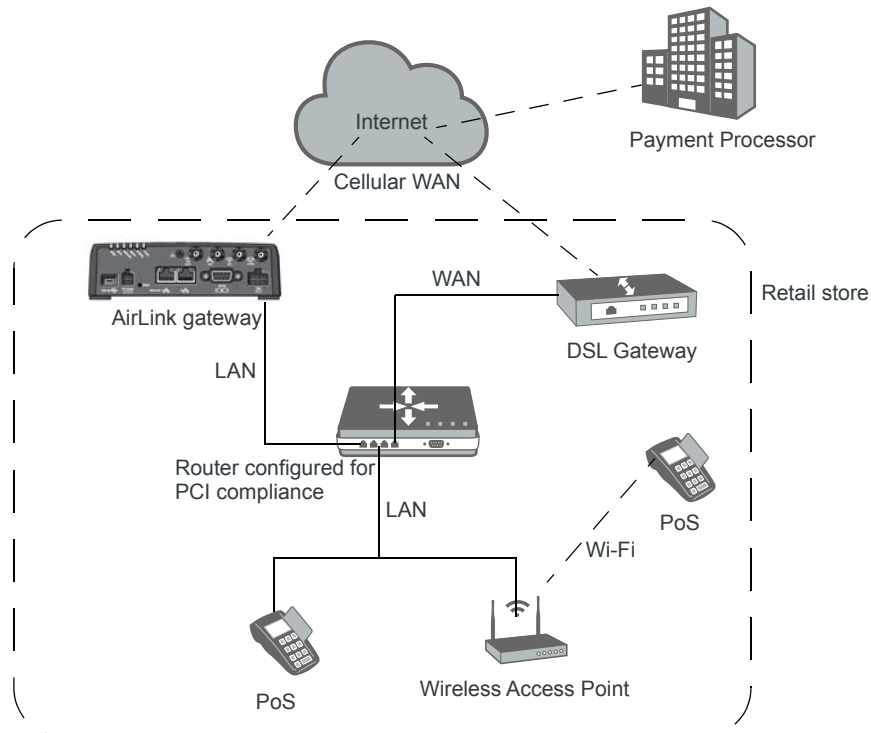 Internet
Payment Processor
Cellular WAN
WAN
Retail store
AirLink gateway
DSL Gateway
LAN
Router configured for
PCI compliance
LAN
PoS
Wi-Fi
Wireless Access Point
PoS